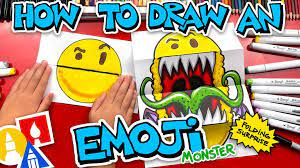 HOW TO DRAW AN
EMOJI
MONSTER
FOLDING
SURPRISE